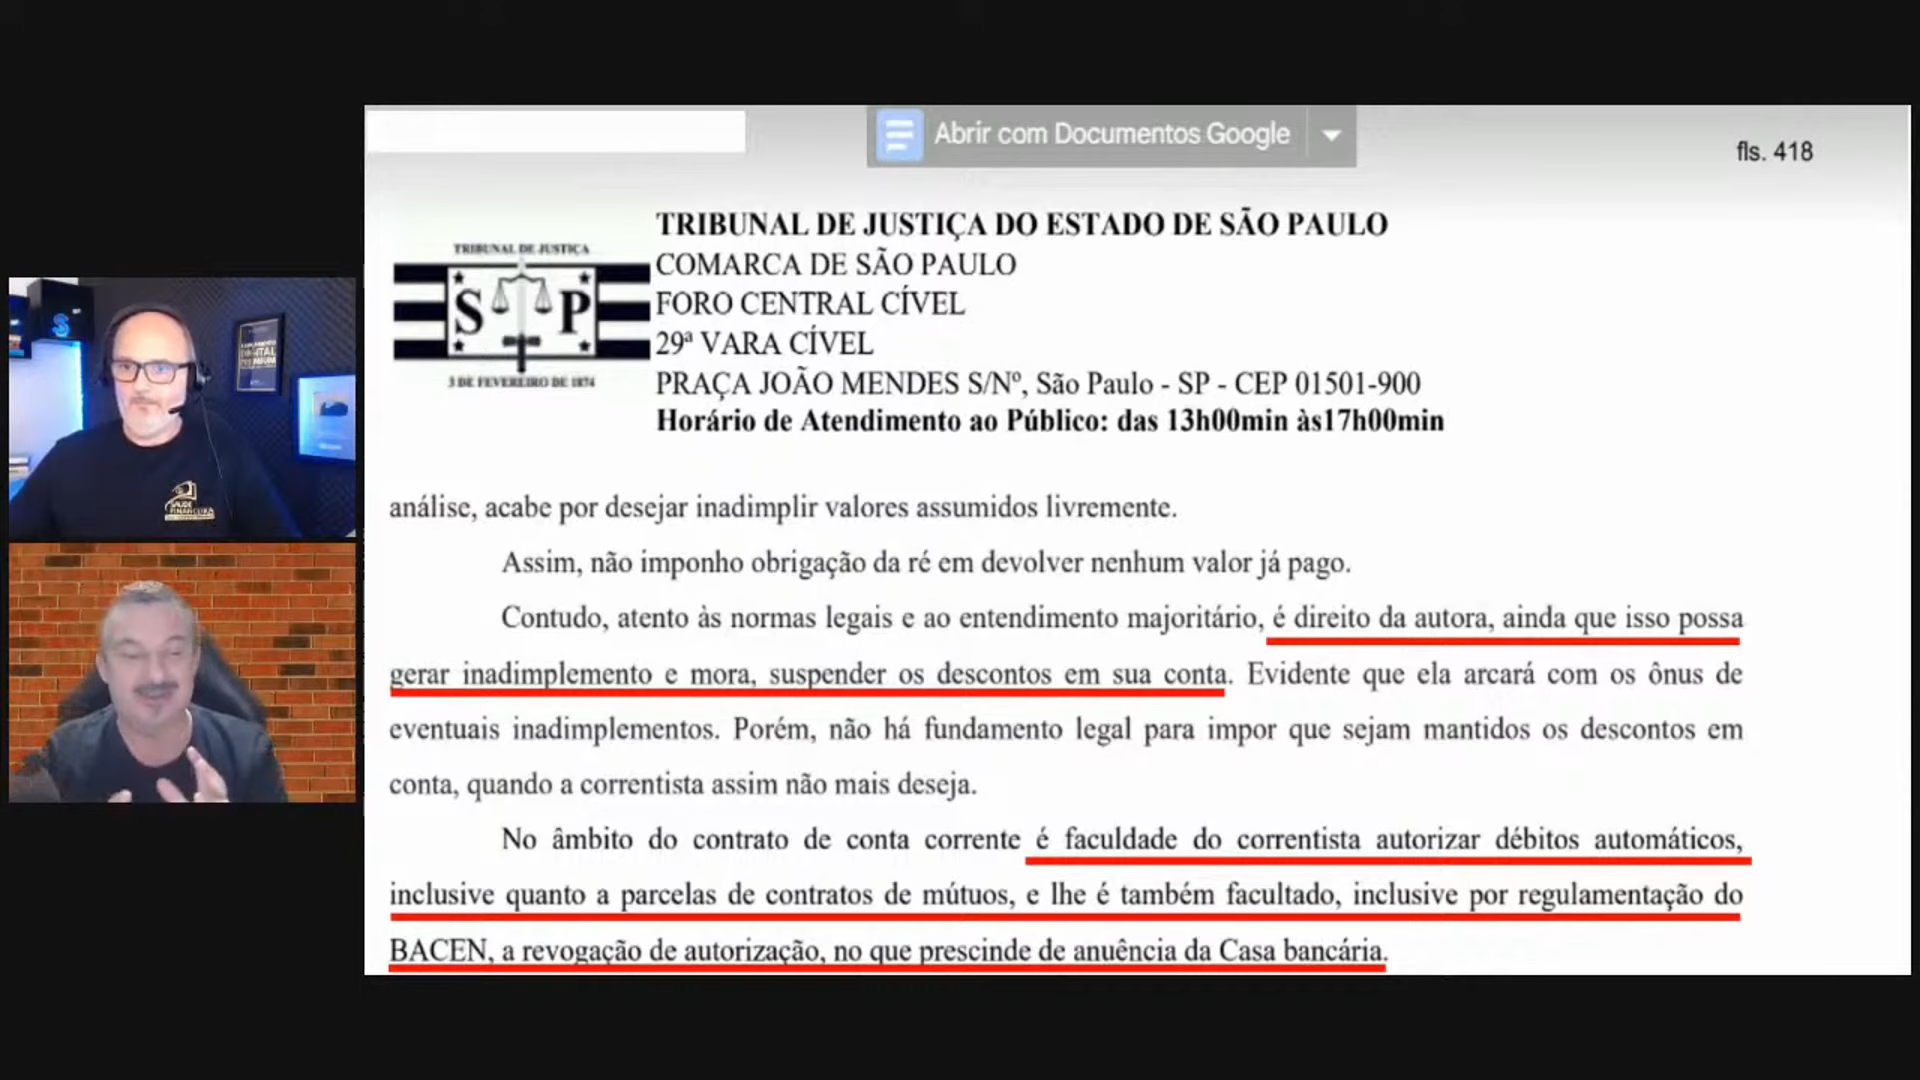 Abrir com Documentos Google
fls. 418
TRIBUNAL DE JUSTIÇA
S P
3 DE FEVEREIRO DE 1874
TRIBUNAL DE JUSTIÇA DO ESTADO DE SÃO PAULO
COMARCA DE SÃO PAULO
FORO CENTRAL CÍVEL
29ª VARA CÍVEL
PRAÇA JOÃO MENDES S/Nº, São Paulo - SP - CEP 01501-900
Horário de Atendimento ao Público: das 13h00min às17h00min
análise, acabe por desejar inadimplir valores assumidos livremente.
Assim, não imponho obrigação da ré em devolver nenhum valor já pago.
Contudo, atento às normas legais e ao entendimento majoritário, é direito da autora, ainda que isso possa
gerar inadimplemento e mora, suspender os descontos em sua conta. Evidente que ela arcará com os ônus de
eventuais inadimplementos. Porém, não há fundamento legal para impor que sejam mantidos os descontos em
conta, quando a correntista assim não mais deseja.
No âmbito do contrato de conta corrente é faculdade do correntista autorizar débitos automáticos,
inclusive quanto a parcelas de contratos de mútuos, e lhe é também facultado, inclusive por regulamentação do
BACEN, a revogação de autorização, no que prescinde de anuência da Casa bancária.
SAÚDE
FINANCEIRA
DIGITAL
PREMIUM